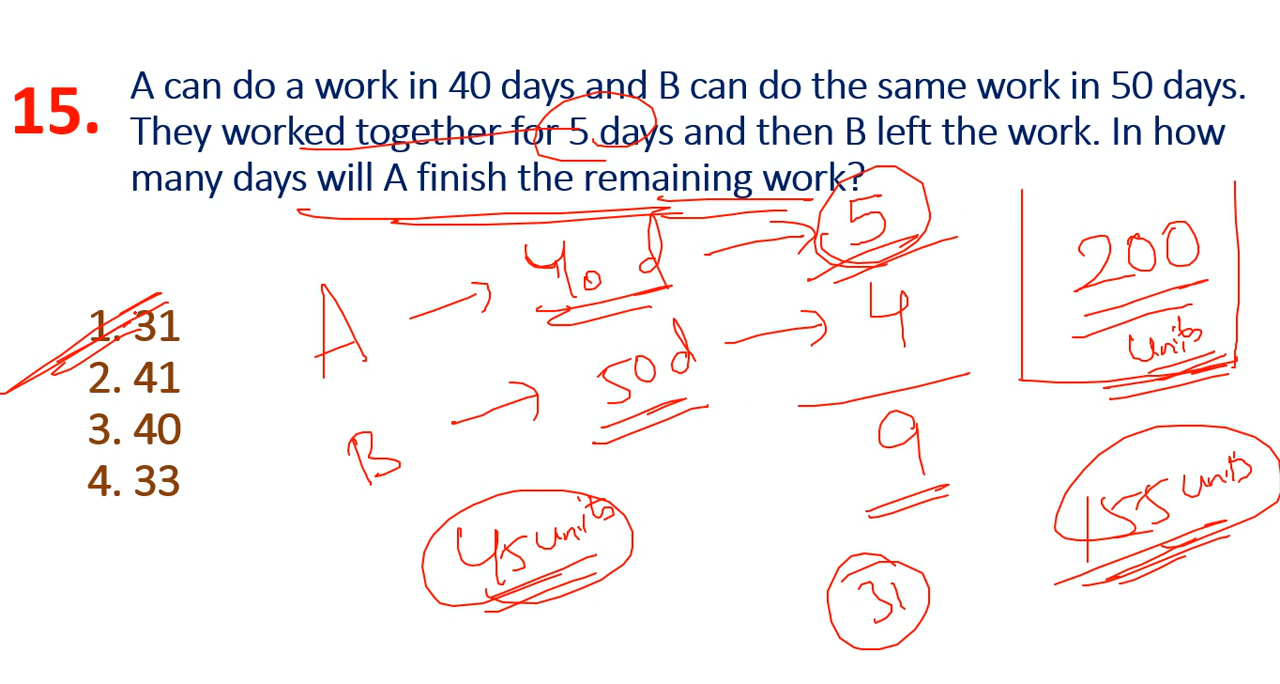 15.
A can do a work in 40 days and B can do the same work in 50 days.
They worked together for 5 days and then B left the work. In how
many days will A finish the remaining work?
1. 31
2. 41
3. 40
4. 33
A → 40 d → 5
B → 50 d → 4
9
200
units
45 units
155 units
31